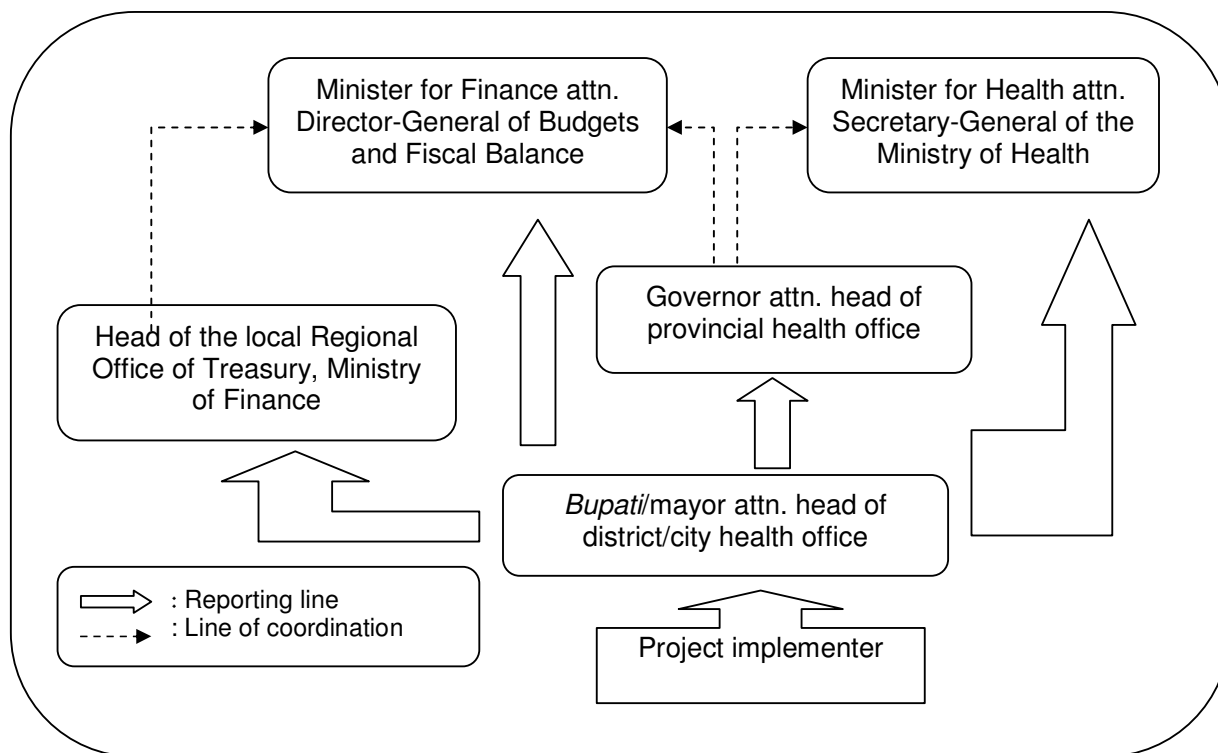 Minister for Finance attn.
Director-General of Budgets
and Fiscal Balance
Minister for Health attn.
Secretary-General of the
Ministry of Health
Governor attn. head of
provincial health office
Head of the local Regional
Office of Treasury, Ministry
of Finance
Bupati/mayor attn. head of
district/city health office
: Reporting line
: Line of coordination
Project implementer